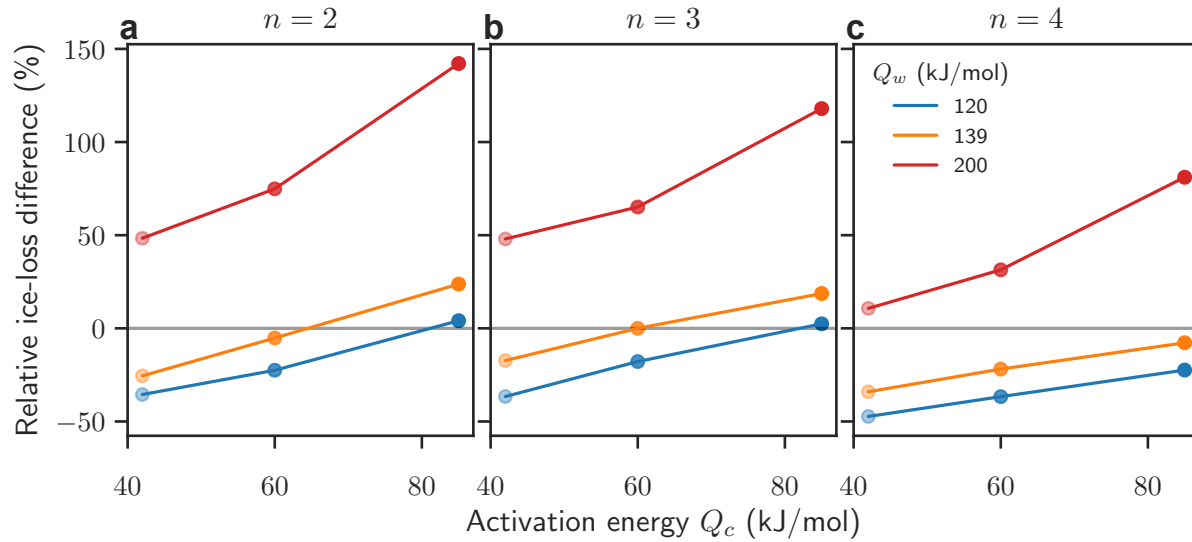 a n = 2
b n = 3
c n = 4
Relative ice-loss difference (%)
150
100
50
0
−50
Q_w (kJ/mol)
120
139
200
40 60 80
40 60 80
40 60 80
Activation energy Q_c (kJ/mol)